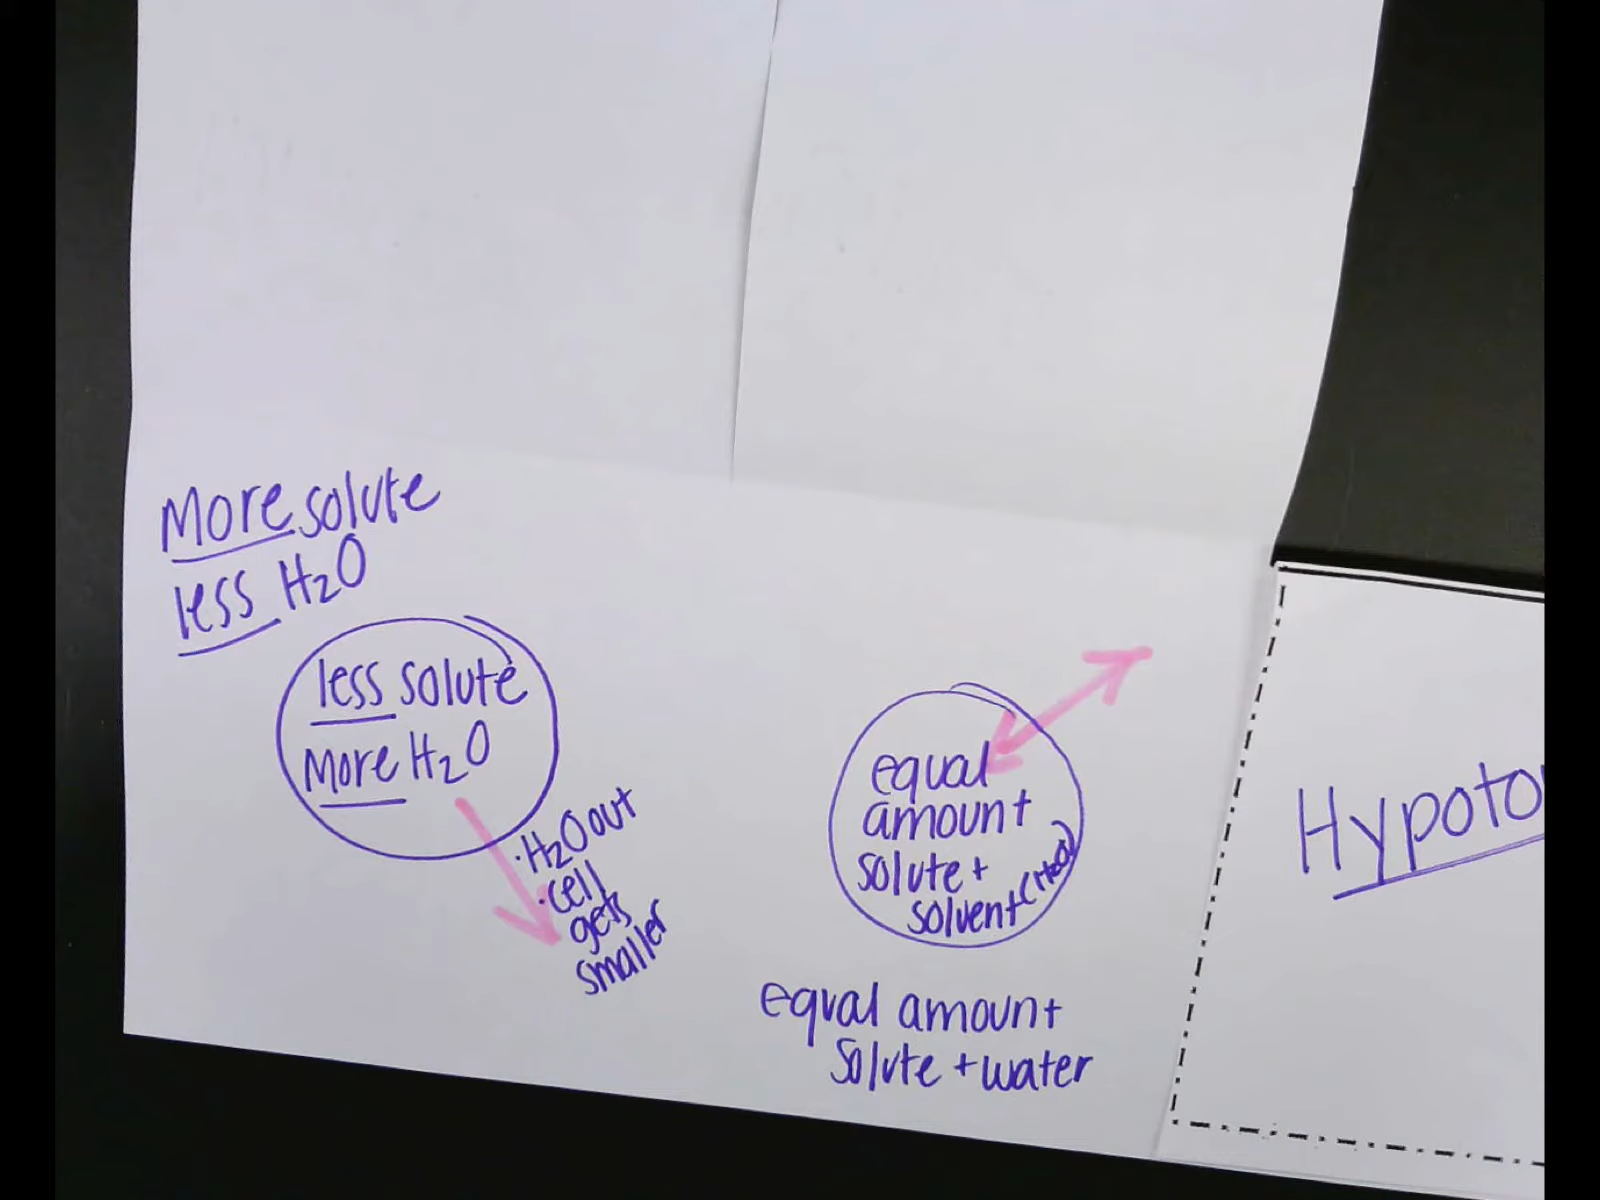 More solute
less H₂O
less solute
More H₂O
·H₂O out
·cell
gets
smaller
equal
amount
solute +
solvent (H₂O)
equal amount
solute + water
Hypoto